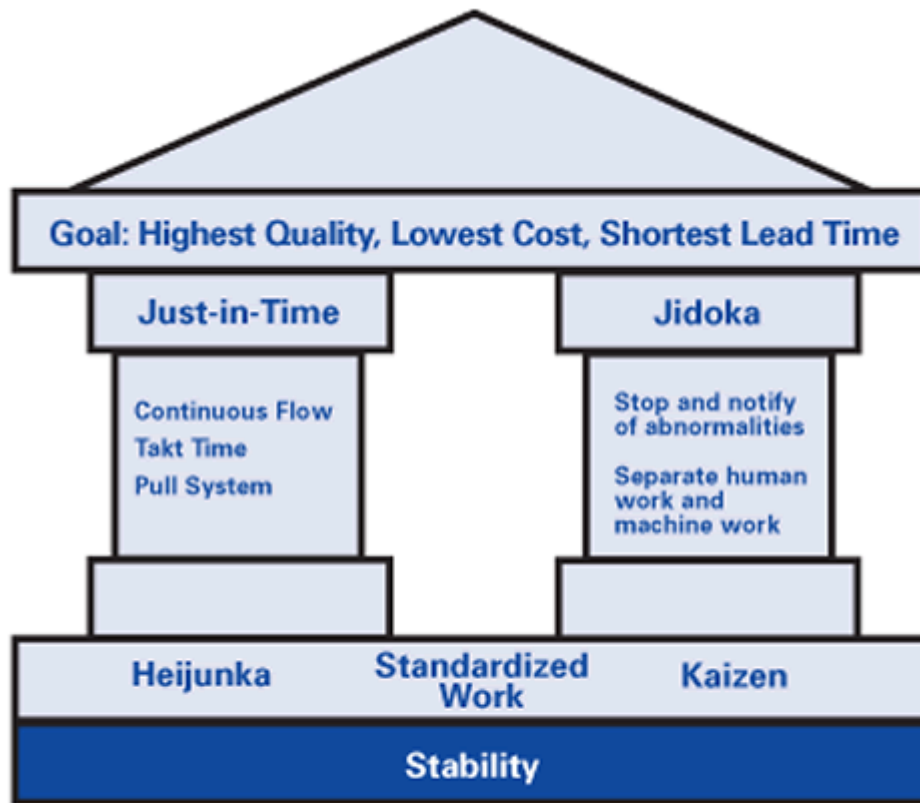 Goal: Highest Quality, Lowest Cost, Shortest Lead Time
Just-in-Time
Continuous Flow
Takt Time
Pull System
Jidoka
Stop and notify
of abnormalities
Separate human
work and
machine work
Heijunka
Standardized
Work
Kaizen
Stability